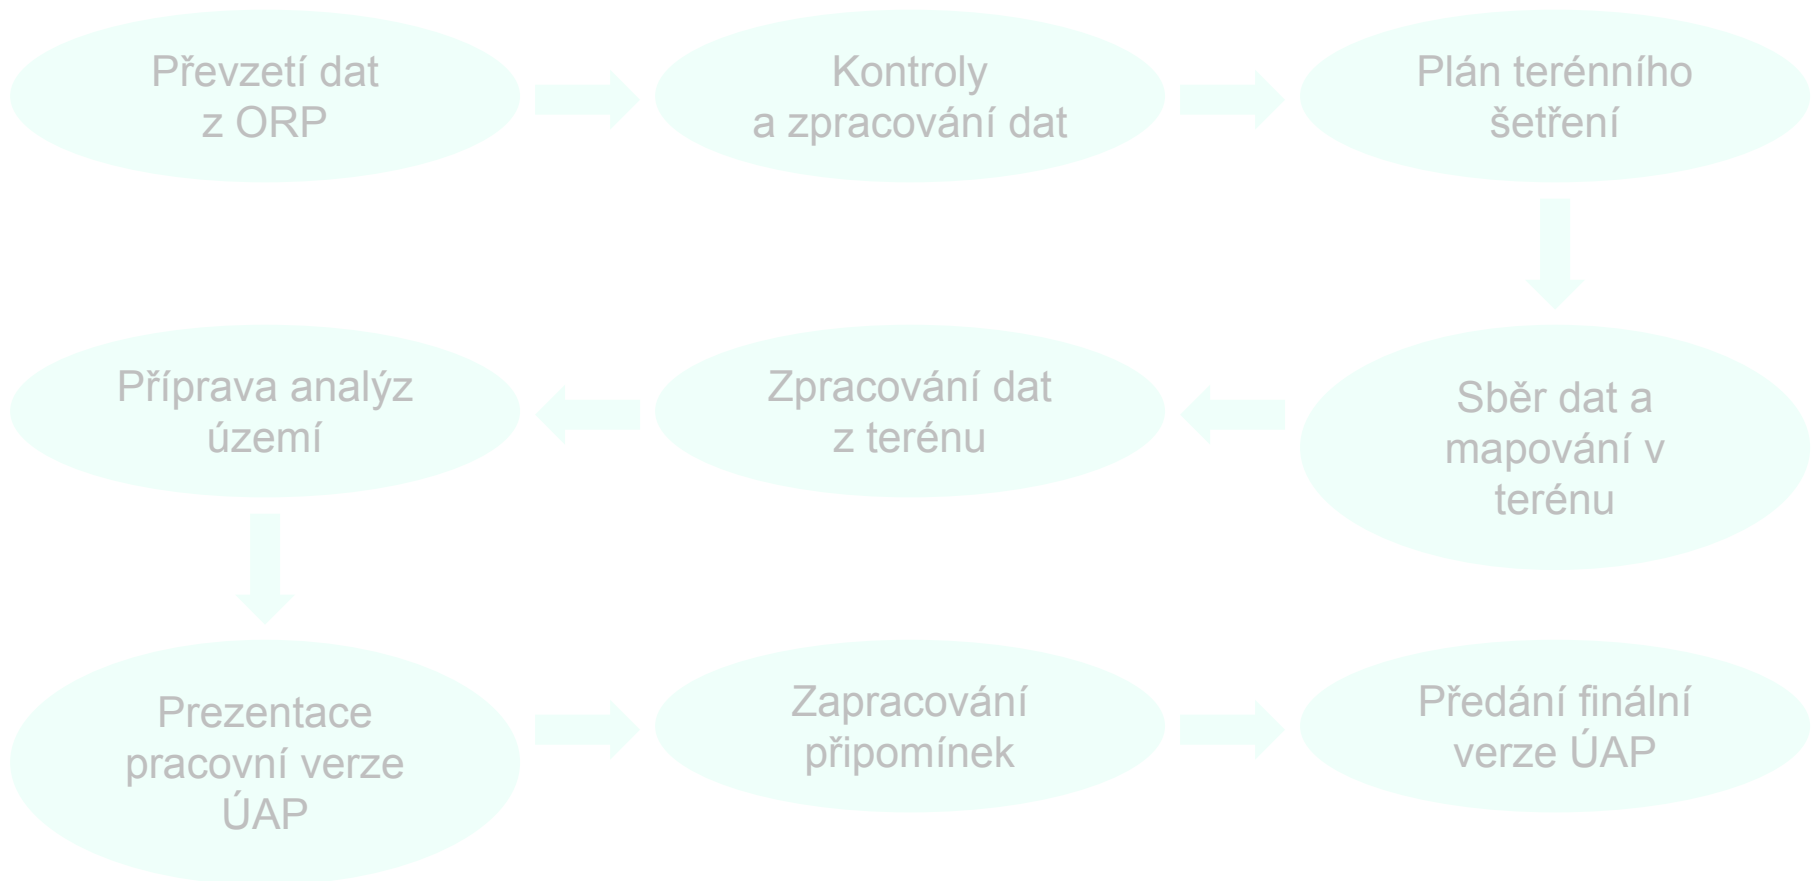 Převzetí dat
z ORP
Kontroly
a zpracování dat
Plán terénního
šetření
Sběr dat a
mapování v
terénu
Zpracování dat
z terénu
Příprava analýz
území
Prezentace
pracovní verze
ÚAP
Zapracování
připomínek
Předání finální
verze ÚAP